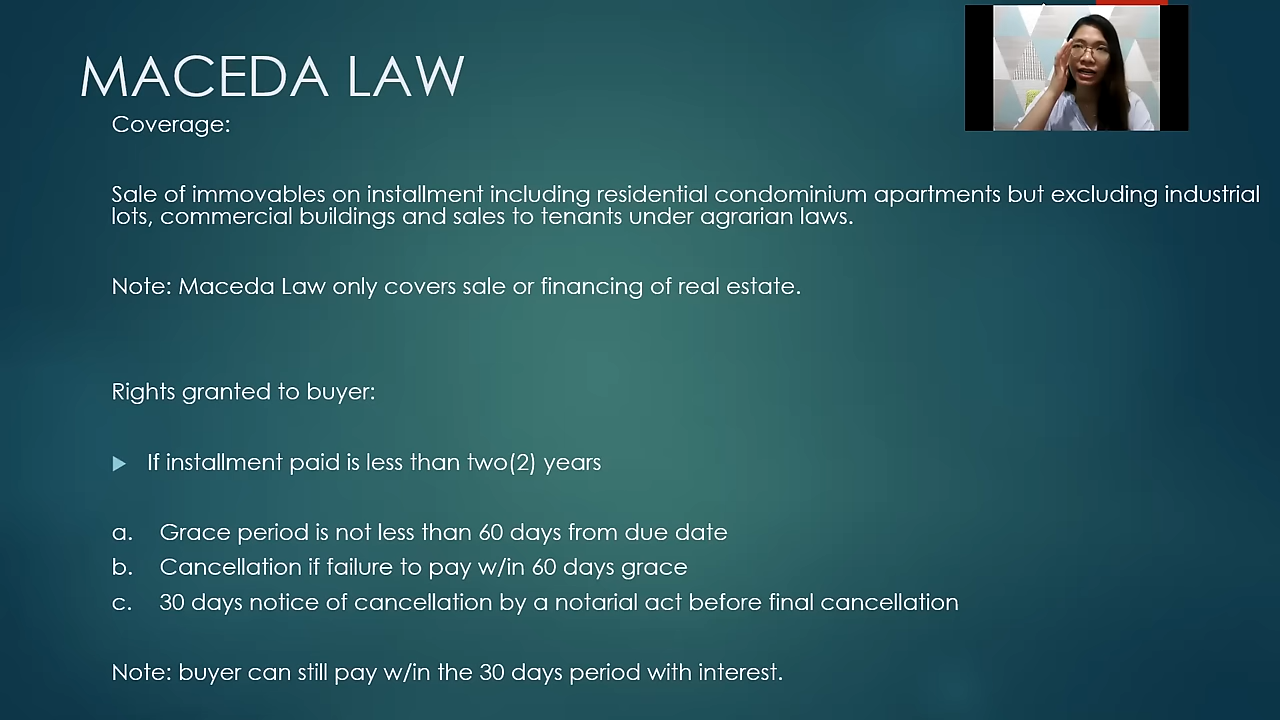 MACEDA LAW
Coverage:
Sale of immovables on installment including residential condominium apartments but excluding industrial
lots, commercial buildings and sales to tenants under agrarian laws.
Note: Maceda Law only covers sale or financing of real estate.
Rights granted to buyer:
If installment paid is less than two(2) years
a. Grace period is not less than 60 days from due date
b. Cancellation if failure to pay w/in 60 days grace
c. 30 days notice of cancellation by a notarial act before final cancellation
Note: buyer can still pay w/in the 30 days period with interest.